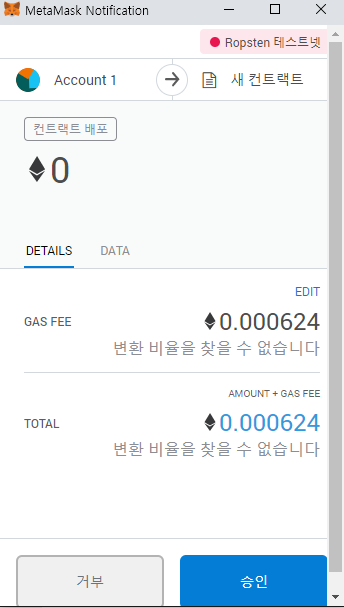 MetaMask Notification
Ropsten 테스트넷
Account 1
새 컨트랙트
컨트랙트 배포
0
DETAILS DATA
EDIT
GAS FEE 0.000624
변환 비율을 찾을 수 없습니다
AMOUNT + GAS FEE
TOTAL 0.000624
변환 비율을 찾을 수 없습니다
거부 승인